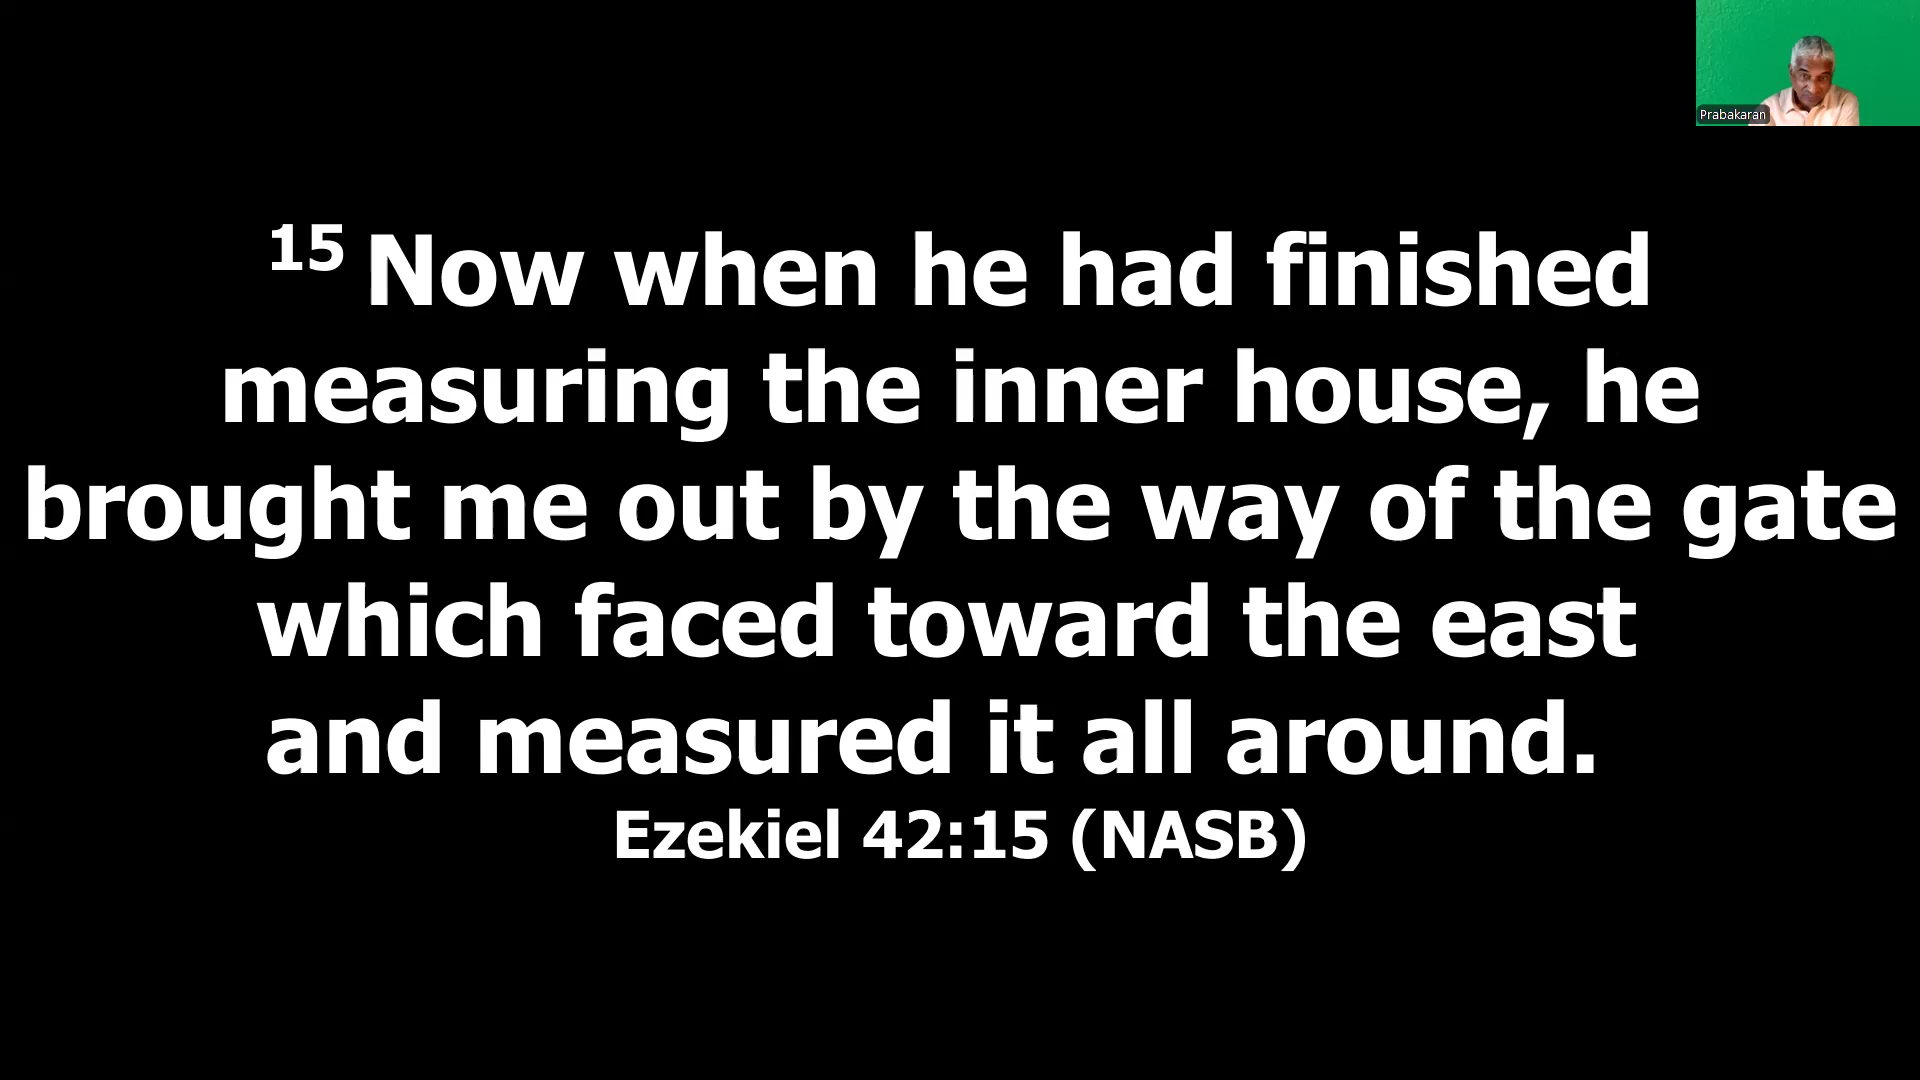 Prabakaran
15 Now when he had finished
measuring the inner house, he
brought me out by the way of the gate
which faced toward the east
and measured it all around.
Ezekiel 42:15 (NASB)